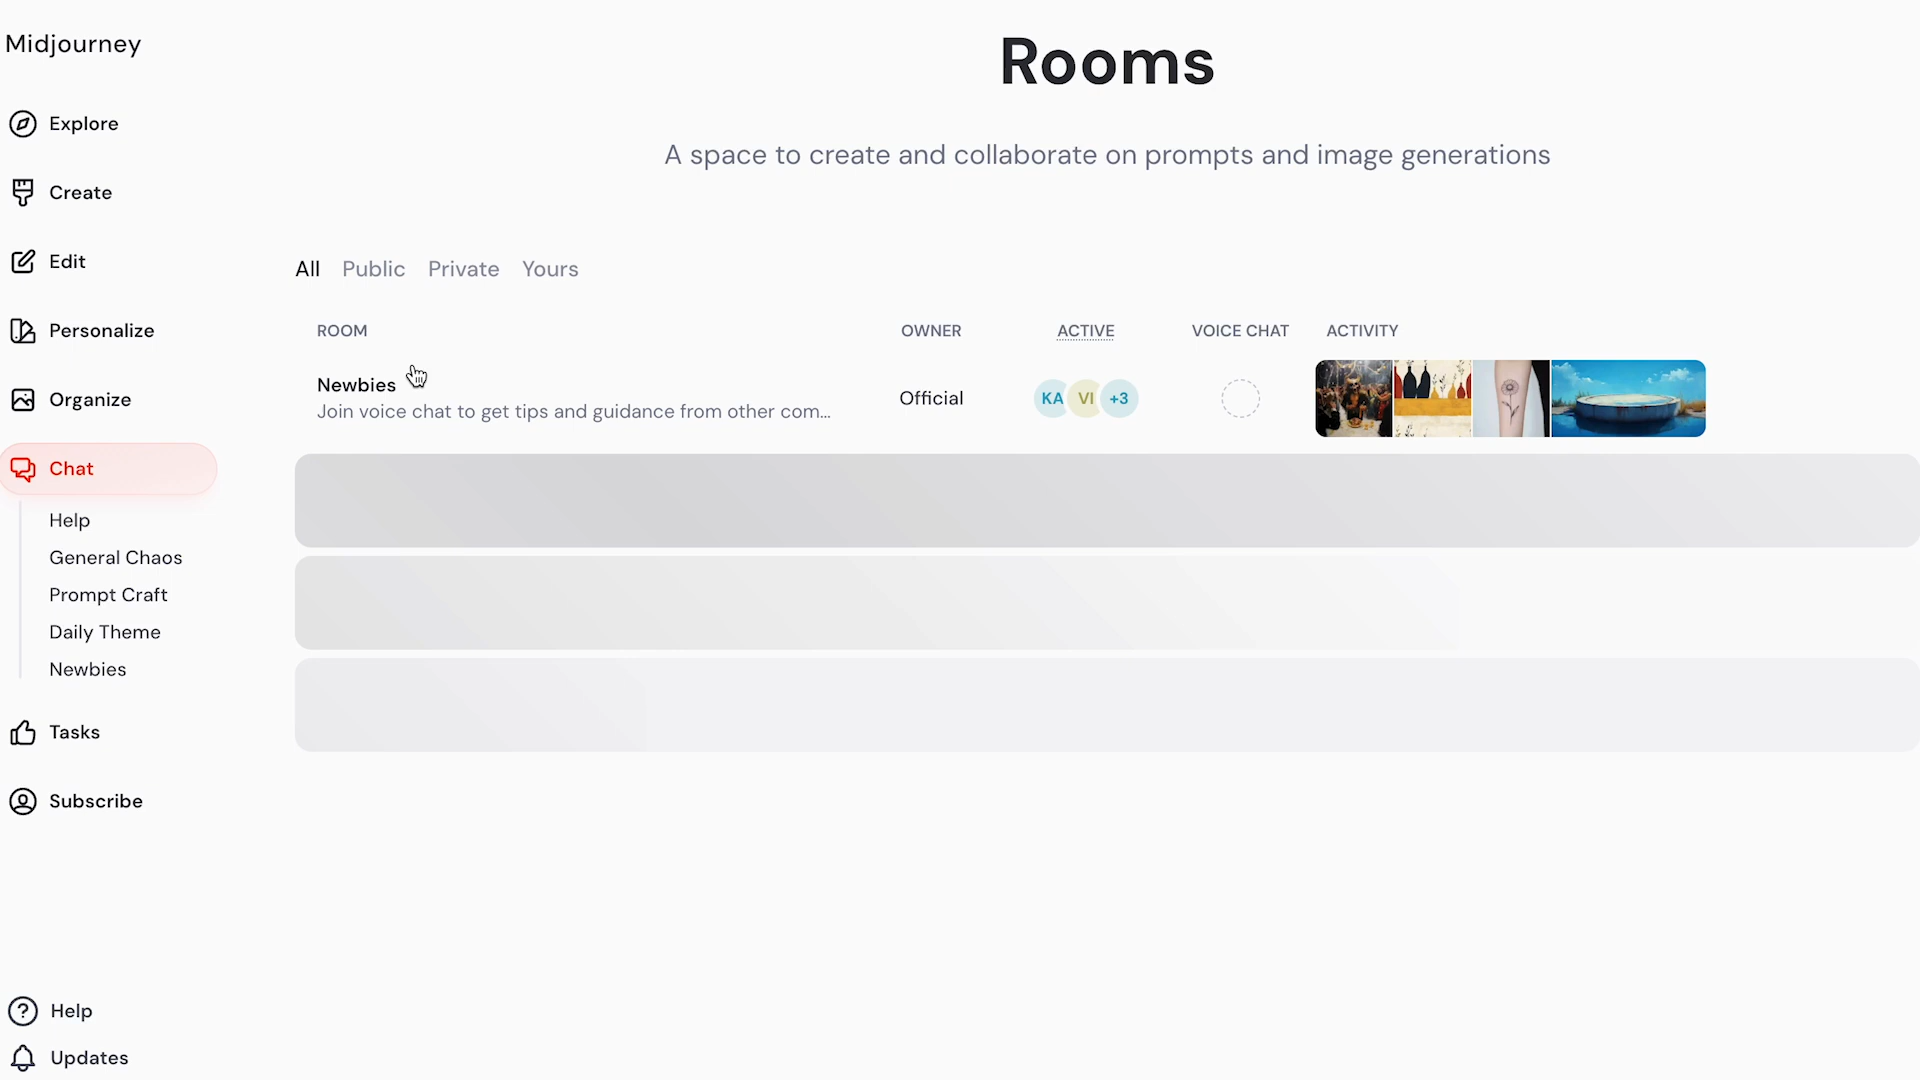 Midjourney
Explore
Create
Edit
Personalize
Organize
Chat
Help
General Chaos
Prompt Craft
Daily Theme
Newbies
Tasks
Subscribe
Help
Updates
Rooms
A space to create and collaborate on prompts and image generations
All Public Private Yours
ROOM OWNER ACTIVE VOICE CHAT ACTIVITY
Newbies
Join voice chat to get tips and guidance from other com...
Official
KA VI +3